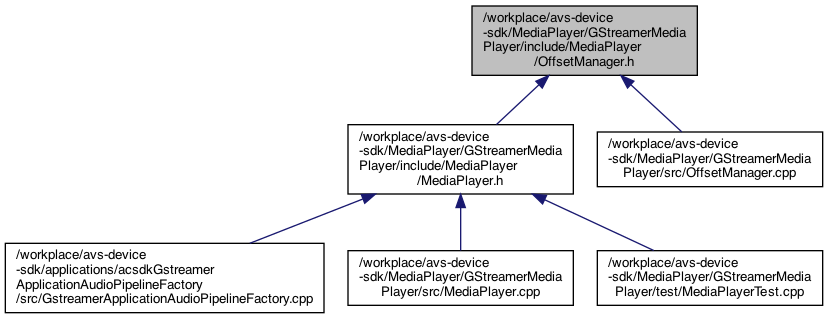 /workplace/avs-device
-sdk/MediaPlayer/GStreamerMedia
Player/include/MediaPlayer
/OffsetManager.h
/workplace/avs-device
-sdk/MediaPlayer/GStreamerMedia
Player/include/MediaPlayer
/MediaPlayer.h
/workplace/avs-device
-sdk/MediaPlayer/GStreamerMedia
Player/src/OffsetManager.cpp
/workplace/avs-device
-sdk/applications/acsdkGstreamer
ApplicationAudioPipelineFactory
/src/GstreamerApplicationAudioPipelineFactory.cpp
/workplace/avs-device
-sdk/MediaPlayer/GStreamerMedia
Player/src/MediaPlayer.cpp
/workplace/avs-device
-sdk/MediaPlayer/GStreamerMedia
Player/test/MediaPlayerTest.cpp